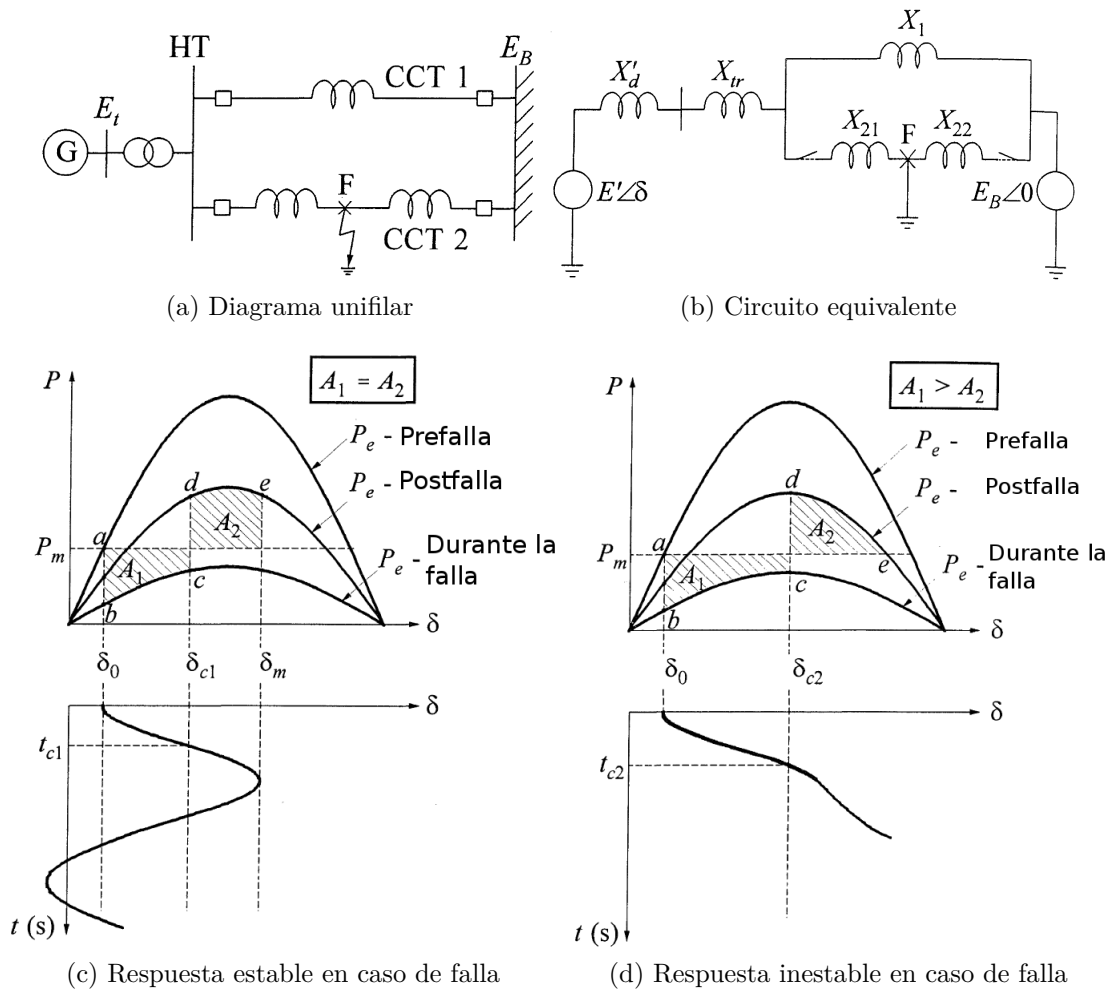 HT
E_B
CCT 1
E_t
G
F
CCT 2
(a) Diagrama unifilar
X_1
X'_d
X_tr
X_21
F
X_22
E'∠δ
E_B∠0
(b) Circuito equivalente
P
A_1 = A_2
P_e - Prefalla
P_e - Postfalla
d
e
A_2
a
P_m
P_e - Durante la
falla
A_1
c
b
δ
δ_0
δ_c1
δ_m
δ
t_c1
t (s)
(c) Respuesta estable en caso de falla
P
A_1 > A_2
P_e - Prefalla
P_e - Postfalla
d
A_2
a
P_m
e
P_e - Durante la
falla
A_1
c
b
δ
δ_0
δ_c2
δ
t_c2
t (s)
(d) Respuesta inestable en caso de falla